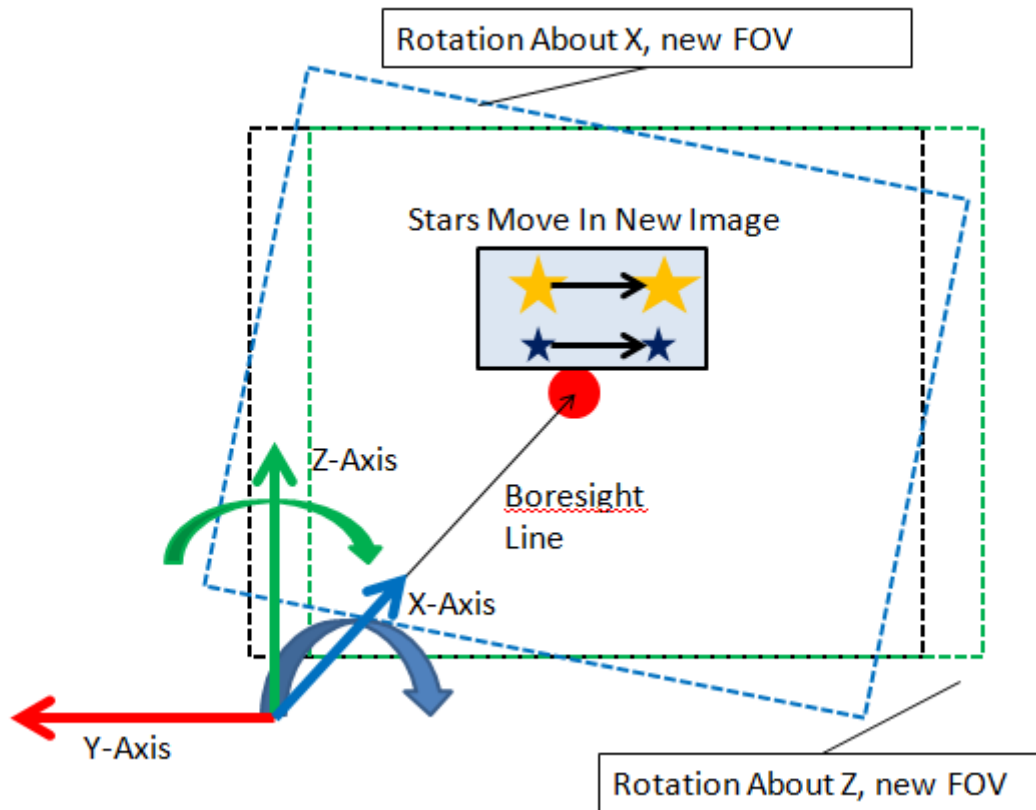 Rotation About X, new FOV
Stars Move In New Image
Z-Axis
Boresight
Line
X-Axis
Y-Axis
Rotation About Z, new FOV